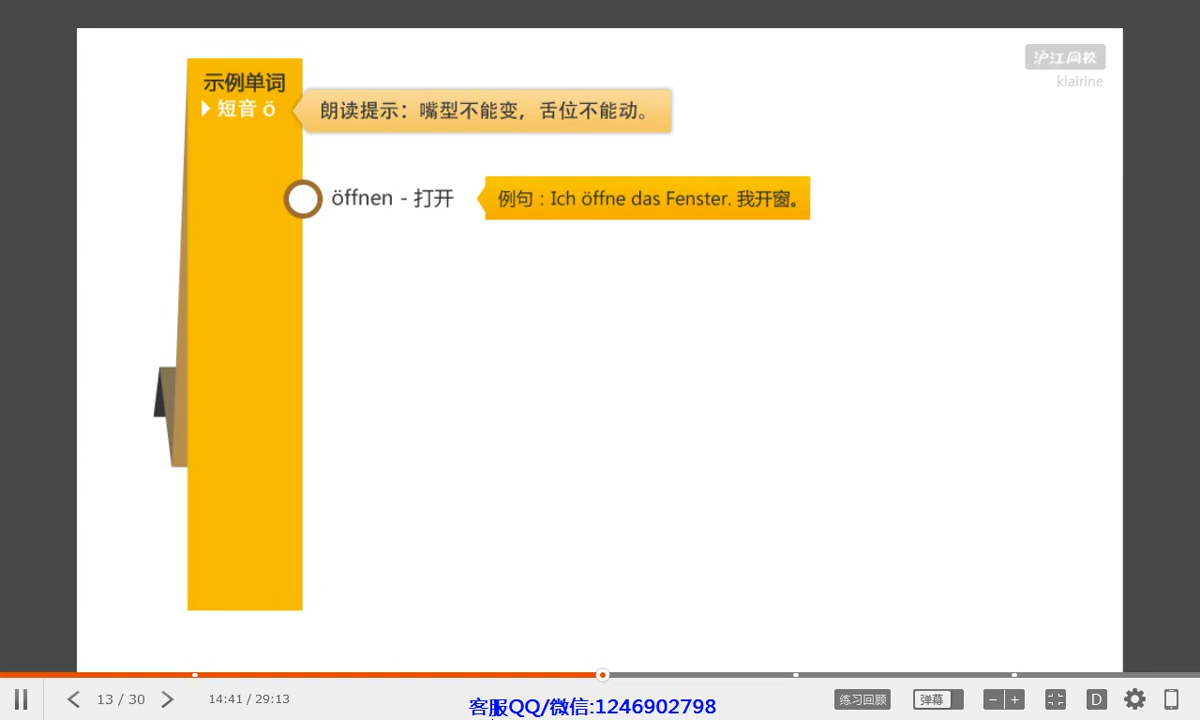 沪江网校
klairine
示例单词
短音 ö
朗读提示：嘴型不能变，舌位不能动。
öffnen - 打开
例句：Ich öffne das Fenster. 我开窗。
13 / 30
14:41 / 29:13
客服QQ/微信:1246902798
练习回顾
弹幕
D